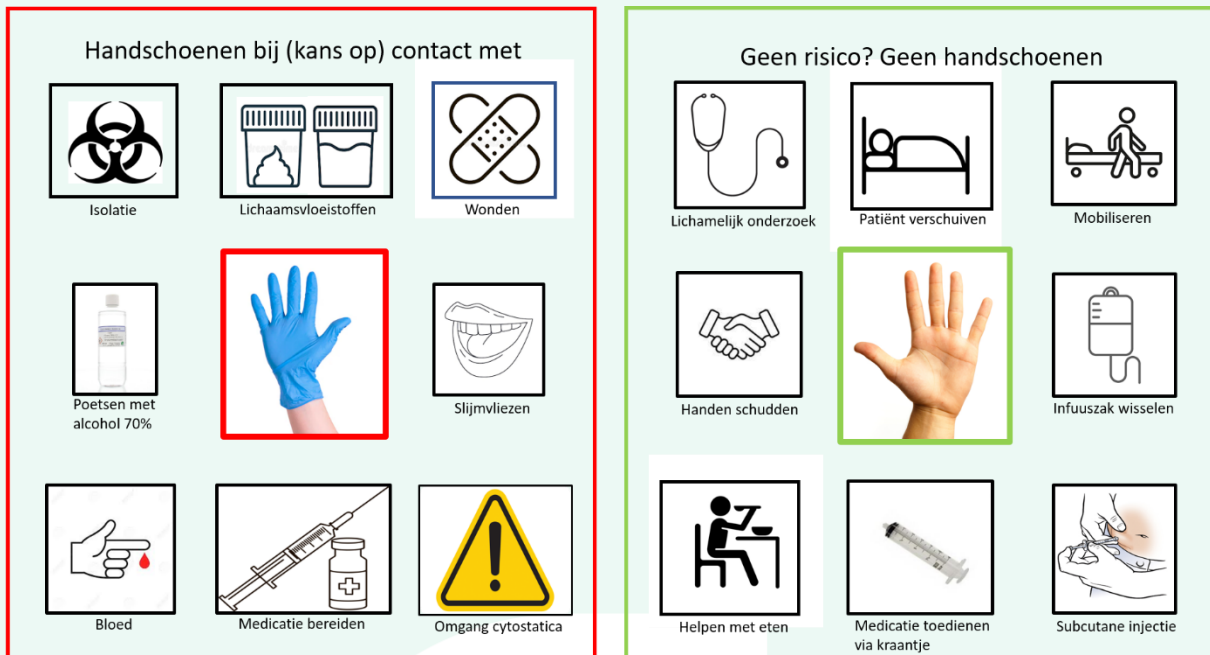 Handschoenen bij (kans op) contact met
Isolatie
Lichaamsvloeistoffen
Wonden
Poetsen met
alcohol 70%
Slijmvliezen
Bloed
Medicatie bereiden
Omgang cytostatica
Geen risico? Geen handschoenen
Lichamelijk onderzoek
Patiënt verschuiven
Mobiliseren
Handen schudden
Infuuszak wisselen
Helpen met eten
Medicatie toedienen
via kraantje
Subcutane injectie